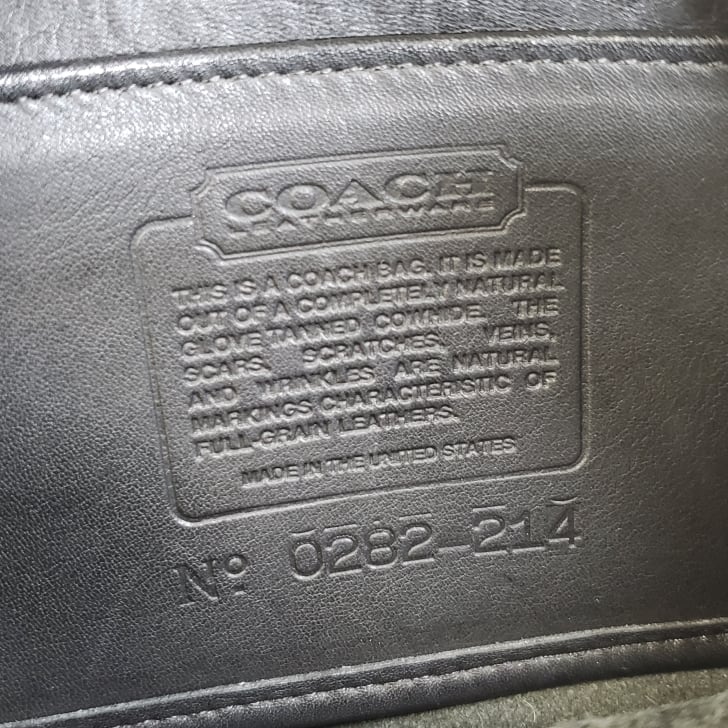 COACH
LEATHERWARE
THIS IS A COACH BAG. IT IS MADE
OUT OF A COMPLETELY NATURAL
GLOVE TANNED COWHIDE. THE
SCARS, SCRATCHES, VEINS,
AND WRINKLES ARE NATURAL
MARKINGS CHARACTERISTIC OF
FULL-GRAIN LEATHERS.
MADE IN THE UNITED STATES
Nº 0282-214